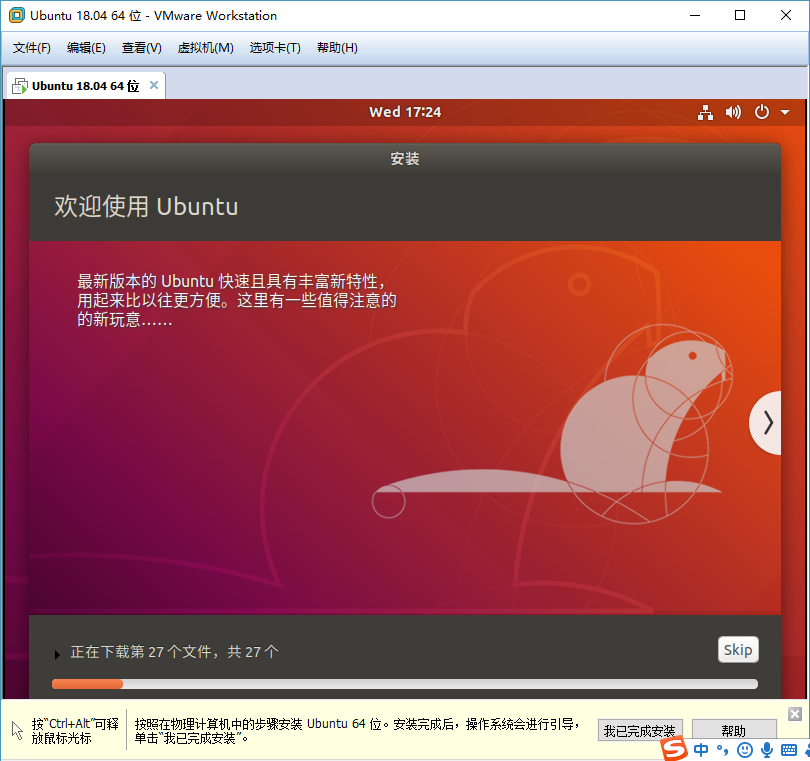 Ubuntu 18.04 64 位 - VMware Workstation
文件(F) 编辑(E) 查看(V) 虚拟机(M) 选项卡(T) 帮助(H)
Ubuntu 18.04 64 位
Wed 17:24
安装
欢迎使用 Ubuntu
最新版本的 Ubuntu 快速且具有丰富新特性，
用起来比以往更方便。这里有一些值得注意的
的新玩意……
正在下载第 27 个文件，共 27 个
Skip
按“Ctrl+Alt”可释
放鼠标光标
按照在物理计算机中的步骤安装 Ubuntu 64 位。安装完成后，操作系统会进行引导，
单击“我已完成安装”。
我已完成安装
帮助
S 中